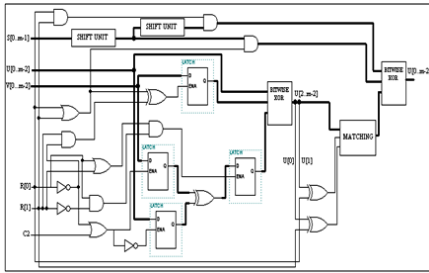 SHIFT UNIT
S[0..m-1]
SHIFT UNIT
LATCH
BITWISE
XOR
U[0..m-2]
U[0..m-2]
V[0..m-2]
D
Q
ENA
BITWISE
XOR
U[2..m-2]
MATCHING
LATCH
LATCH
U[0]
U[1]
D
Q
ENA
D
Q
ENA
R[0]
R[1]
LATCH
C2
D
Q
ENA